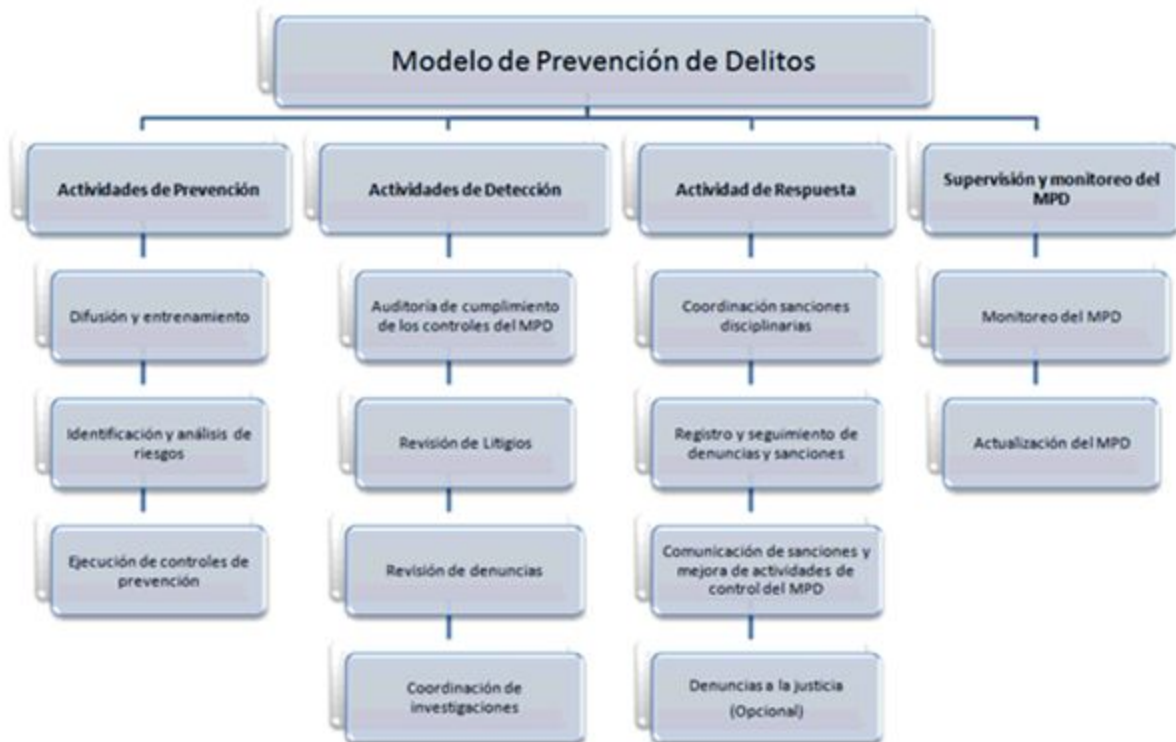 Modelo de Prevención de Delitos
Actividades de Prevención
Difusión y entrenamiento
Identificación y análisis de
riesgos
Ejecución de controles de
prevención
Actividades de Detección
Auditoría de cumplimiento
de los controles del MPD
Revisión de Litigios
Revisión de denuncias
Coordinación de
investigaciones
Actividad de Respuesta
Coordinación sanciones
disciplinarias
Registro y seguimiento de
denuncias y sanciones
Comunicación de sanciones y
mejora de actividades de
control del MPD
Denuncias a la justicia
(Opcional)
Supervisión y monitoreo del
MPD
Monitoreo del MPD
Actualización del MPD